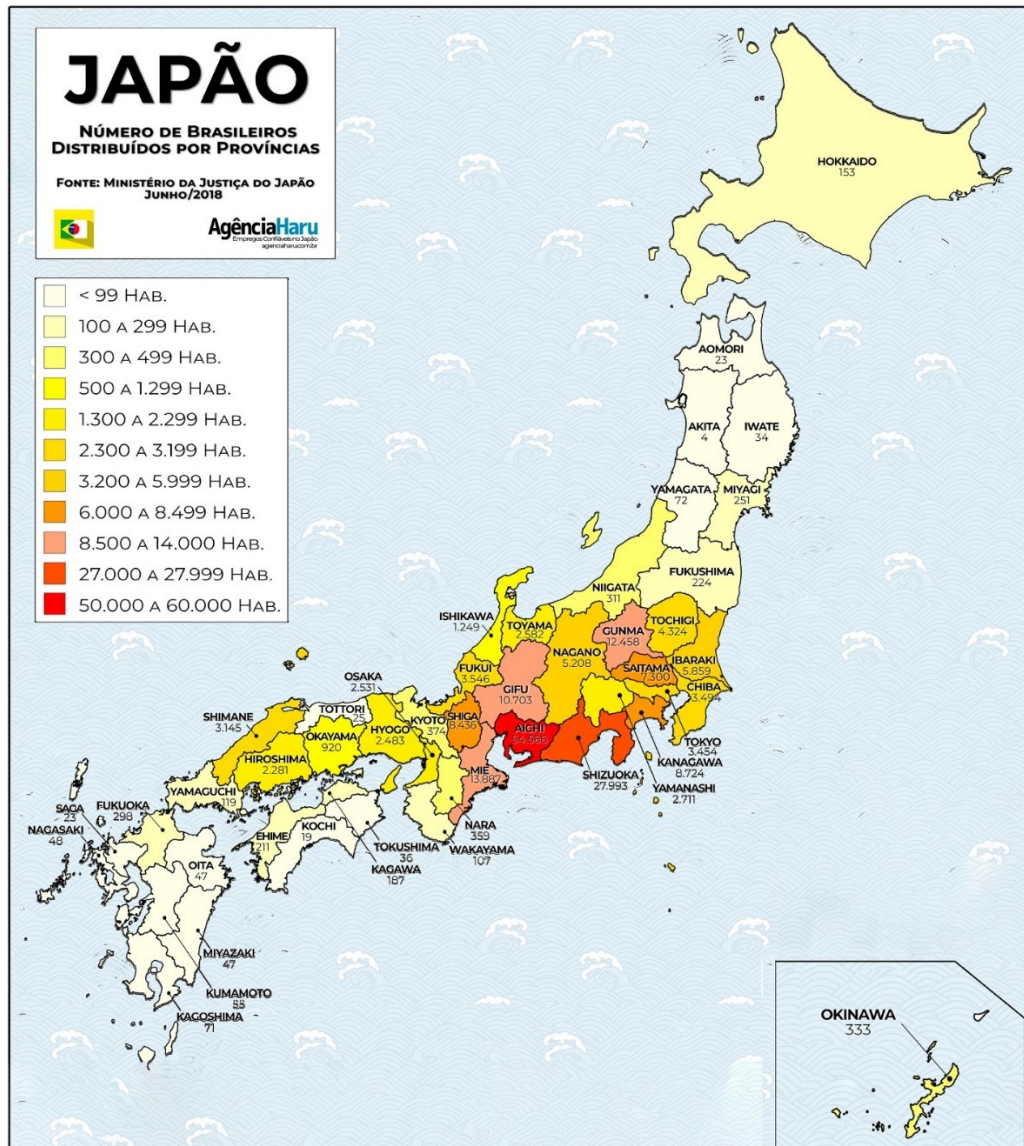 JAPÃO
NÚMERO DE BRASILEIROS
DISTRIBUÍDOS POR PROVÍNCIAS
FONTE: MINISTÉRIO DA JUSTIÇA DO JAPÃO
JUNHO/2018
AgênciaHaru
Empregos Confiáveis no Japão
agenciaharu.com.br
< 99 HAB.
100 A 299 HAB.
300 A 499 HAB.
500 A 1.299 HAB.
1.300 A 2.299 HAB.
2.300 A 3.199 HAB.
3.200 A 5.999 HAB.
6.000 A 8.499 HAB.
8.500 A 14.000 HAB.
27.000 A 27.999 HAB.
50.000 A 60.000 HAB.
HOKKAIDO
153
AOMORI
23
AKITA
4
IWATE
34
YAMAGATA
72
MIYAGI
251
FUKUSHIMA
224
NIIGATA
311
ISHIKAWA
1.249
TOYAMA
2.582
GUNMA
12.458
TOCHIGI
4.324
NAGANO
5.208
SAITAMA
7.300
IBARAKI
5.859
FUKUI
3.546
GIFU
10.703
CHIBA
3.494
OSAKA
2.531
TOTTORI
25
KYOTO
374
SHIGA
8.436
AICHI
SHIMANE
3.145
OKAYAMA
920
HYOGO
2.483
TOKYO
3.454
HIROSHIMA
2.281
MIE
13.887
SHIZUOKA
27.993
KANAGAWA
8.724
YAMANASHI
2.711
YAMAGUCHI
119
SAGA
23
FUKUOKA
298
NAGASAKI
48
NARA
359
EHIME
211
KOCHI
19
TOKUSHIMA
36
WAKAYAMA
107
KAGAWA
187
OITA
47
MIYAZAKI
47
KUMAMOTO
55
KAGOSHIMA
71
OKINAWA
333